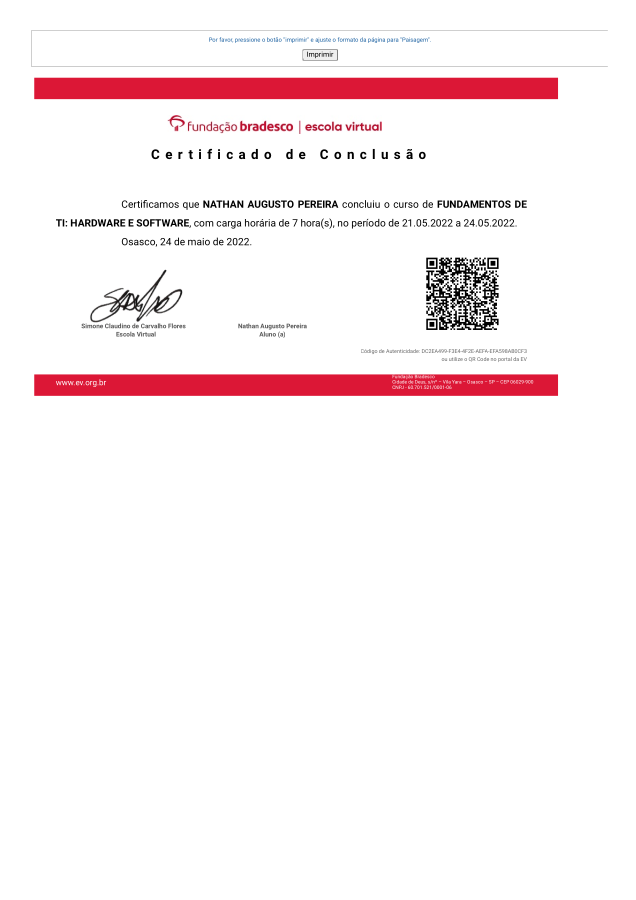 Por favor, pressione o botão "imprimir" e ajuste o formato da página para "Paisagem".
Imprimir
fundação bradesco | escola virtual
Certificado de Conclusão
Certificamos que NATHAN AUGUSTO PEREIRA concluiu o curso de FUNDAMENTOS DE
TI: HARDWARE E SOFTWARE, com carga horária de 7 hora(s), no período de 21.05.2022 a 24.05.2022.
Osasco, 24 de maio de 2022.
Simone Claudino de Carvalho Flores
Escola Virtual
Nathan Augusto Pereira
Aluno (a)
Código de Autenticidade: DC3EA499-F3E4-4F2E-AEFA-EFA598AB0CF3
ou utilize o QR Code no portal da EV
www.ev.org.br
Fundação Bradesco
Cidade de Deus, s/nº – Vila Yara – Osasco – SP – CEP 06029-900
CNPJ - 60.701.521/0001-06